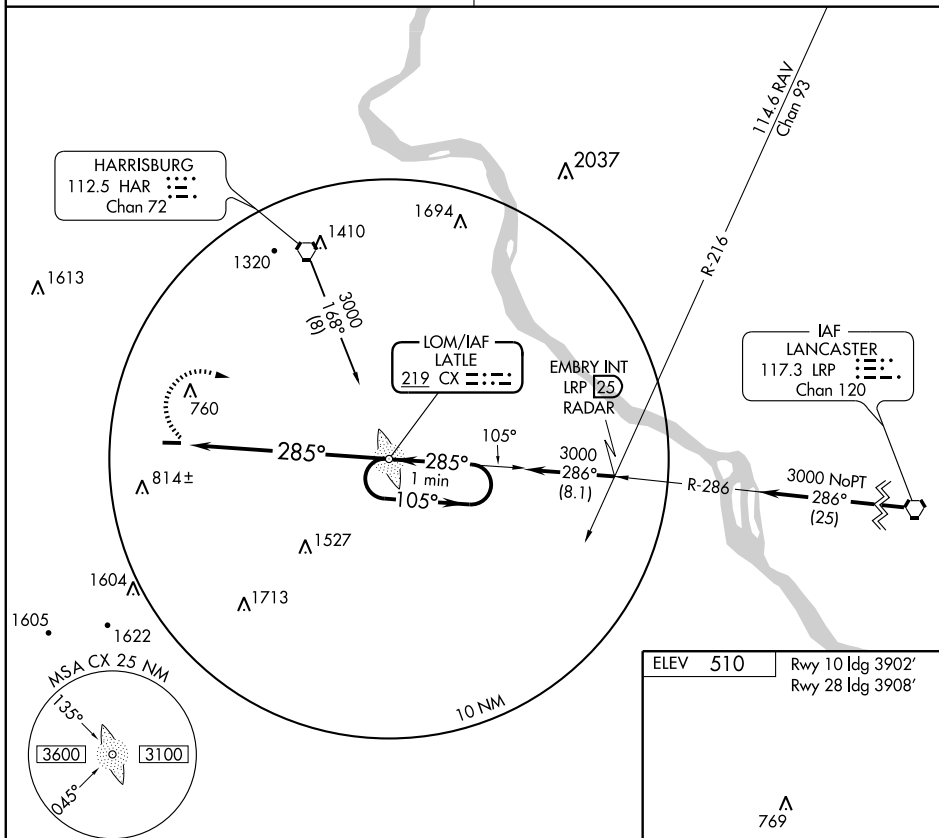 114.6 RAV
Chan 93
R-216
2037
HARRISBURG
112.5 HAR
Chan 72
1694
1410
1320
1613
3000
168°
(8)
LOM/IAF
LATLE
219 CX
EMBRY INT
LRP 25
RADAR
IAF
LANCASTER
117.3 LRP
Chan 120
760
285°
285°
1 min
105°
105°
3000
286°
(8.1)
R-286
3000 NoPT
286°
(25)
814±
1527
1604
1713
1605
1622
MSA CX 25 NM
135°
3600
3100
045°
10 NM
ELEV 510
Rwy 10 ldg 3902'
Rwy 28 ldg 3908'
769